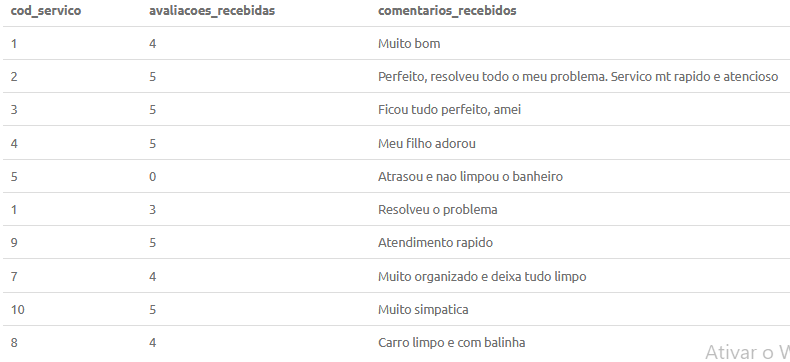 cod_servico avaliacoes_recebidas comentarios_recebidos
1 4 Muito bom
2 5 Perfeito, resolveu todo o meu problema. Servico mt rapido e atencioso
3 5 Ficou tudo perfeito, amei
4 5 Meu filho adorou
5 0 Atrasou e nao limpou o banheiro
1 3 Resolveu o problema
9 5 Atendimento rapido
7 4 Muito organizado e deixa tudo limpo
10 5 Muito simpatica
8 4 Carro limpo e com balinha
Ativar o